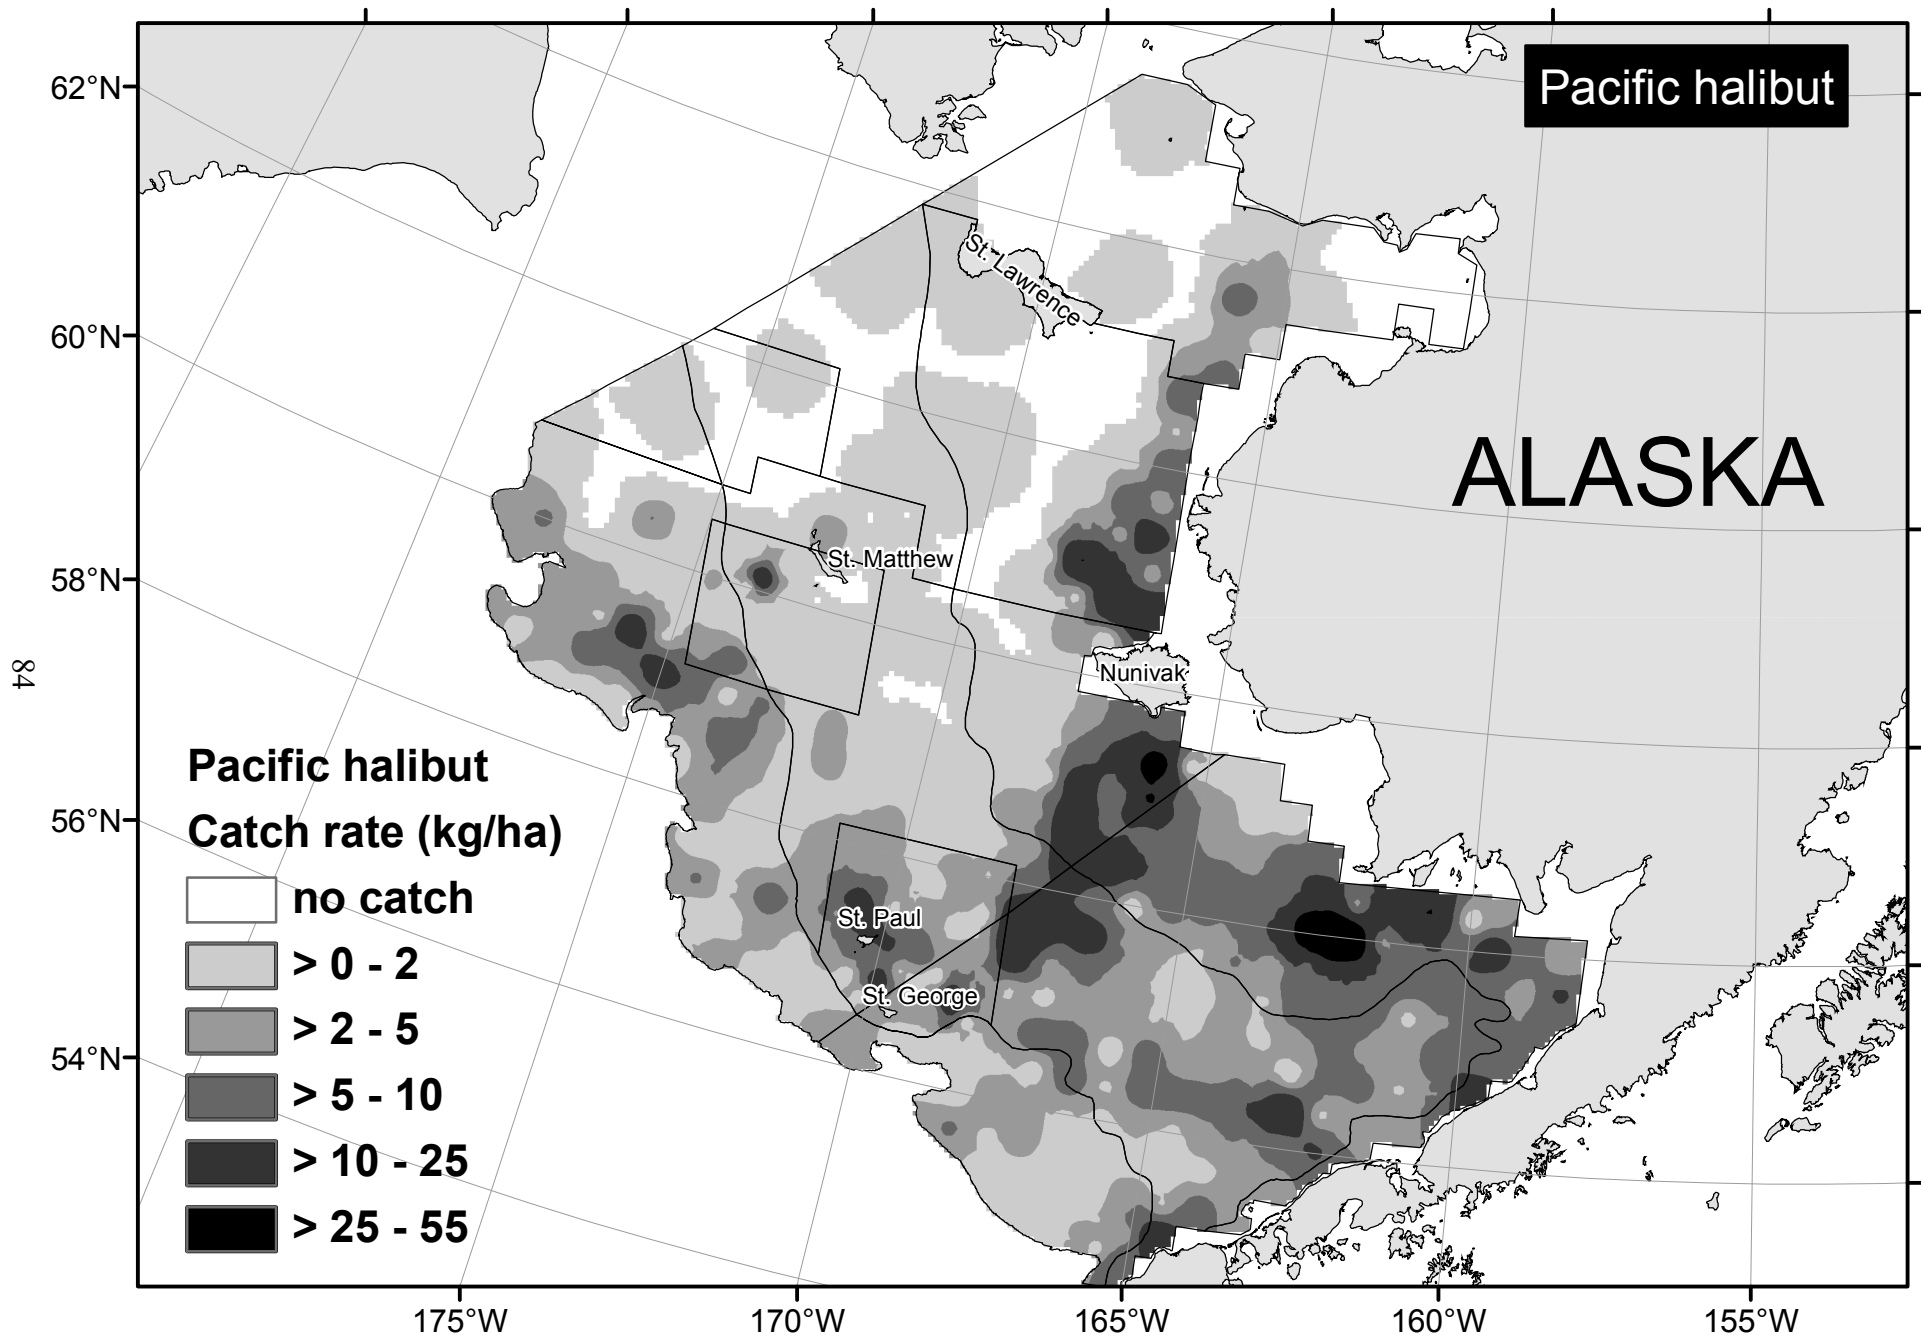 Pacific halibut
62°N
60°N
58°N
56°N
54°N
St. Lawrence
ALASKA
St. Matthew
Nunivak
84
St. Paul
St. George
Pacific halibut
Catch rate (kg/ha)
no catch
> 0 - 2
> 2 - 5
> 5 - 10
> 10 - 25
> 25 - 55
175°W
170°W
165°W
160°W
155°W